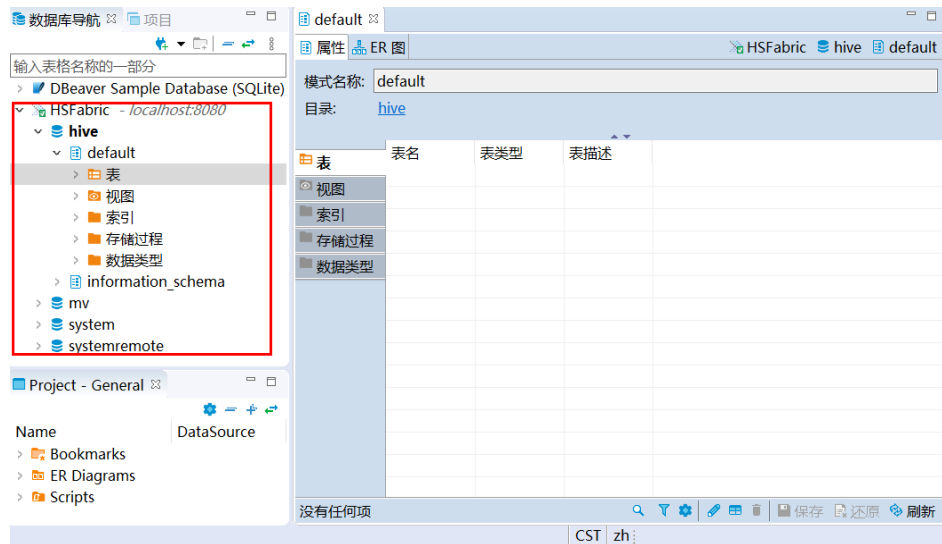 数据库导航 项目
输入表格名称的一部分
DBeaver Sample Database (SQLite)
HSFabric - localhost:8080
hive
default
表
视图
索引
存储过程
数据类型
information_schema
mv
system
systemremote
Project - General
Name DataSource
Bookmarks
ER Diagrams
Scripts
default
属性 ER 图 HSFabric hive default
模式名称: default
目录: hive
表 表名 表类型 表描述
视图
索引
存储过程
数据类型
没有任何项 保存 还原 刷新
CST zh